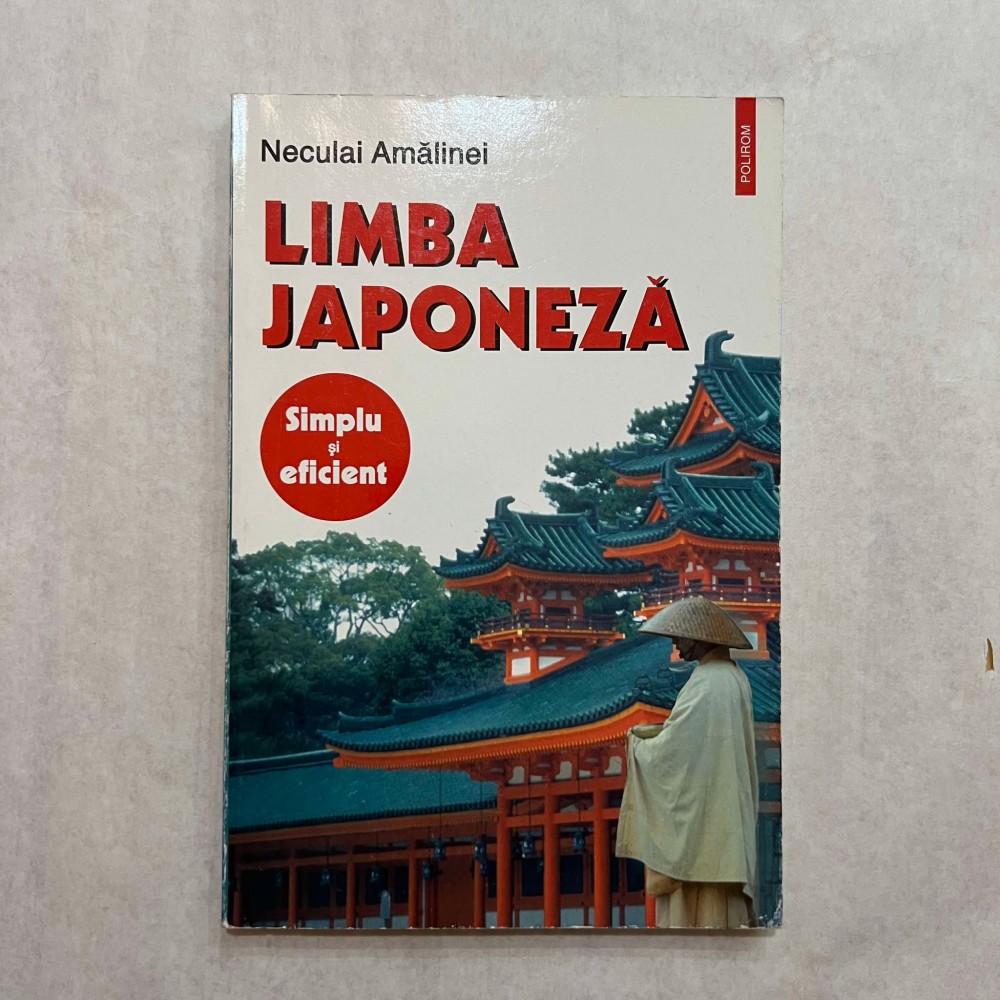 Neculai Amălinei
POLIROM
LIMBA
JAPONEZĂ
Simplu
și
eficient